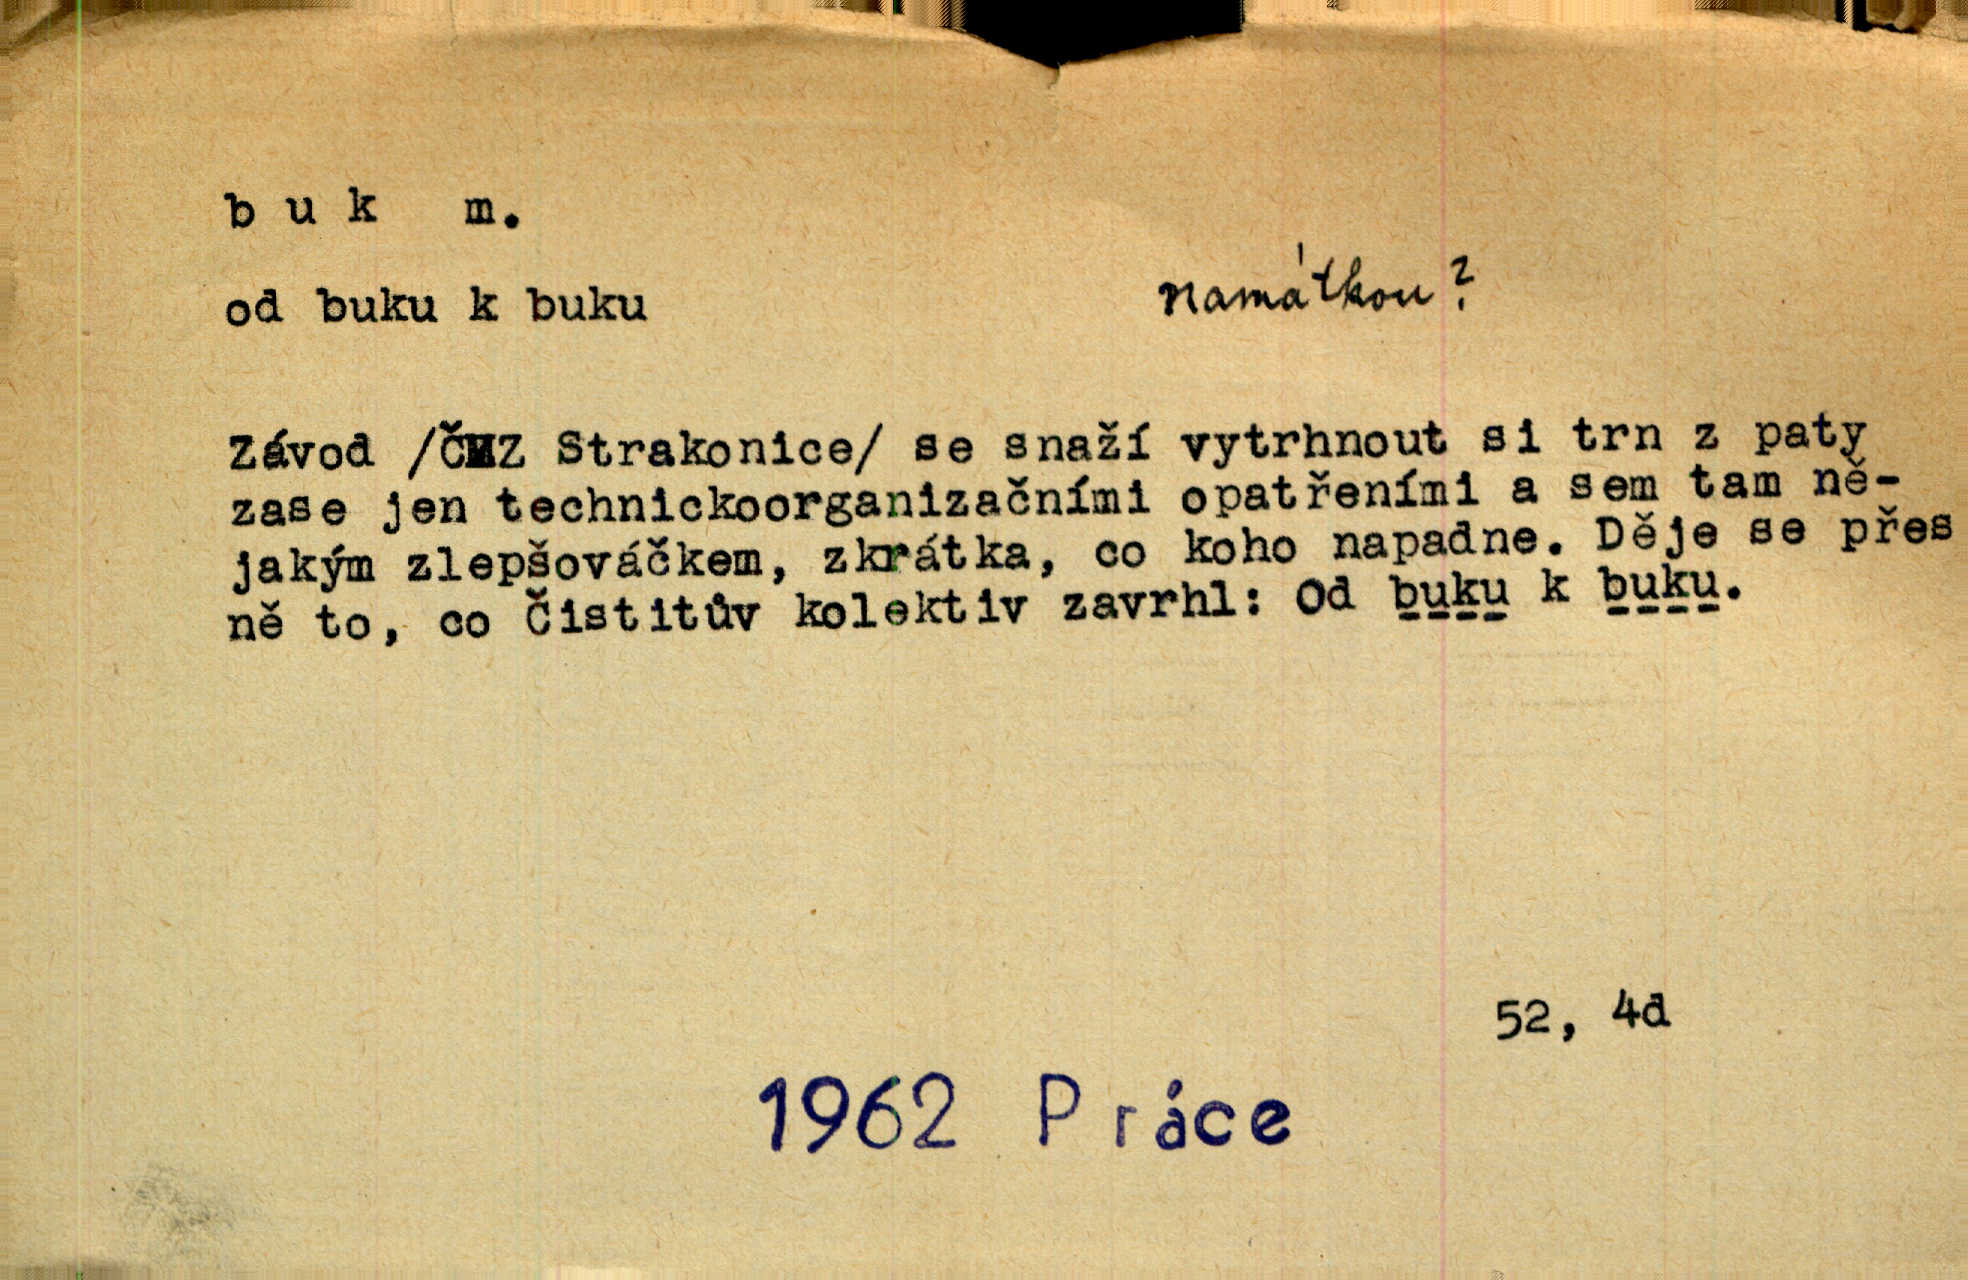 b u k   m.
od buku k buku
namátkou?
Závod /ČMZ Strakonice/ se snaží vytrhnout si trn z paty
zase jen technickoorganizačními opatřeními a sem tam ně-
jakým zlepšováčkem, zkrátka, co koho napadne. Děje se přes
ně to, co Čistitův kolektiv zavrhl: Od buku k buku.
52, 4d
1962 Práce